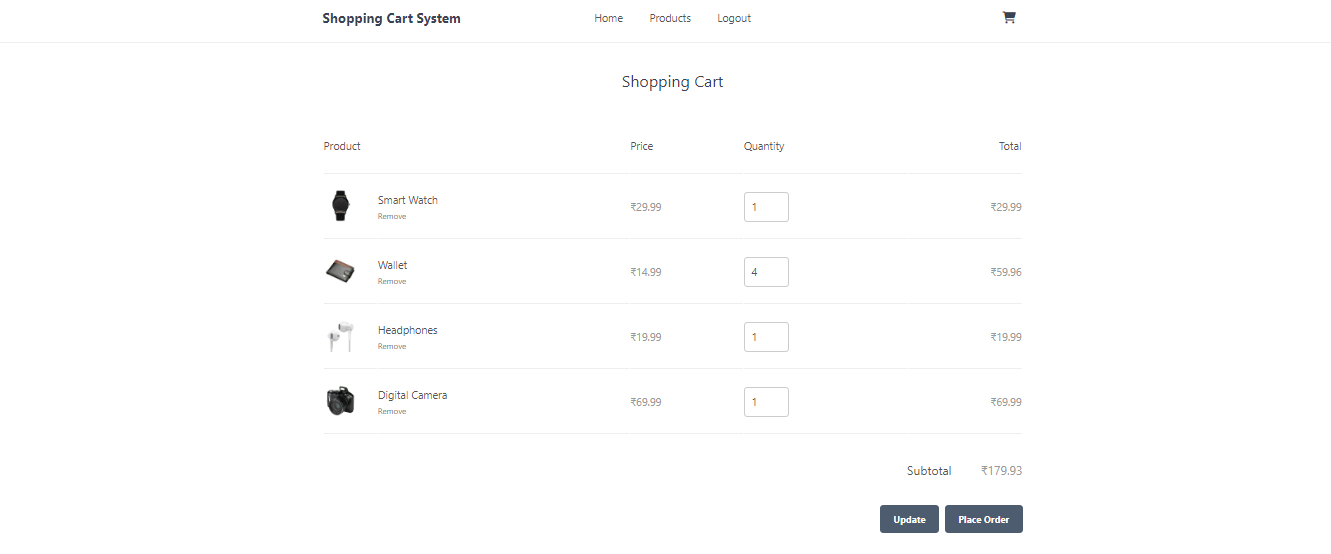 Shopping Cart System Home Products Logout
Shopping Cart
Product Price Quantity Total
Smart Watch
Remove
₹29.99 1 ₹29.99
Wallet
Remove
₹14.99 4 ₹59.96
Headphones
Remove
₹19.99 1 ₹19.99
Digital Camera
Remove
₹69.99 1 ₹69.99
Subtotal ₹179.93
Update Place Order